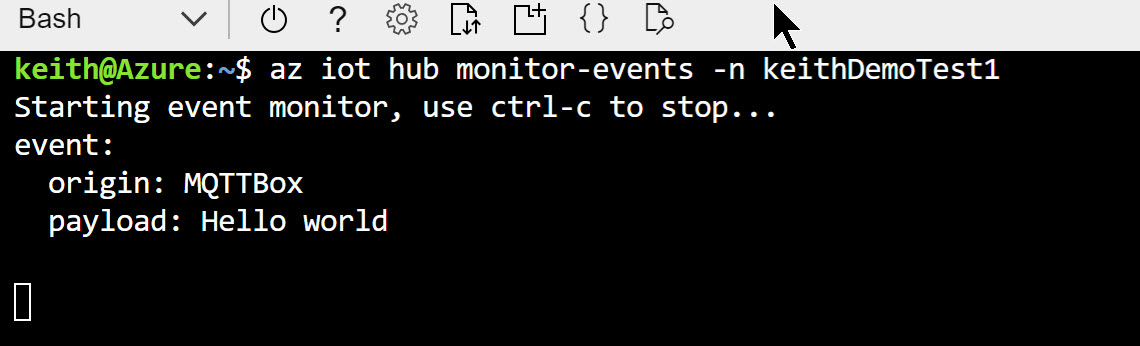 Bash
keith@Azure:~$ az iot hub monitor-events -n keithDemoTest1
Starting event monitor, use ctrl-c to stop...
event:
  origin: MQTTBox
  payload: Hello world